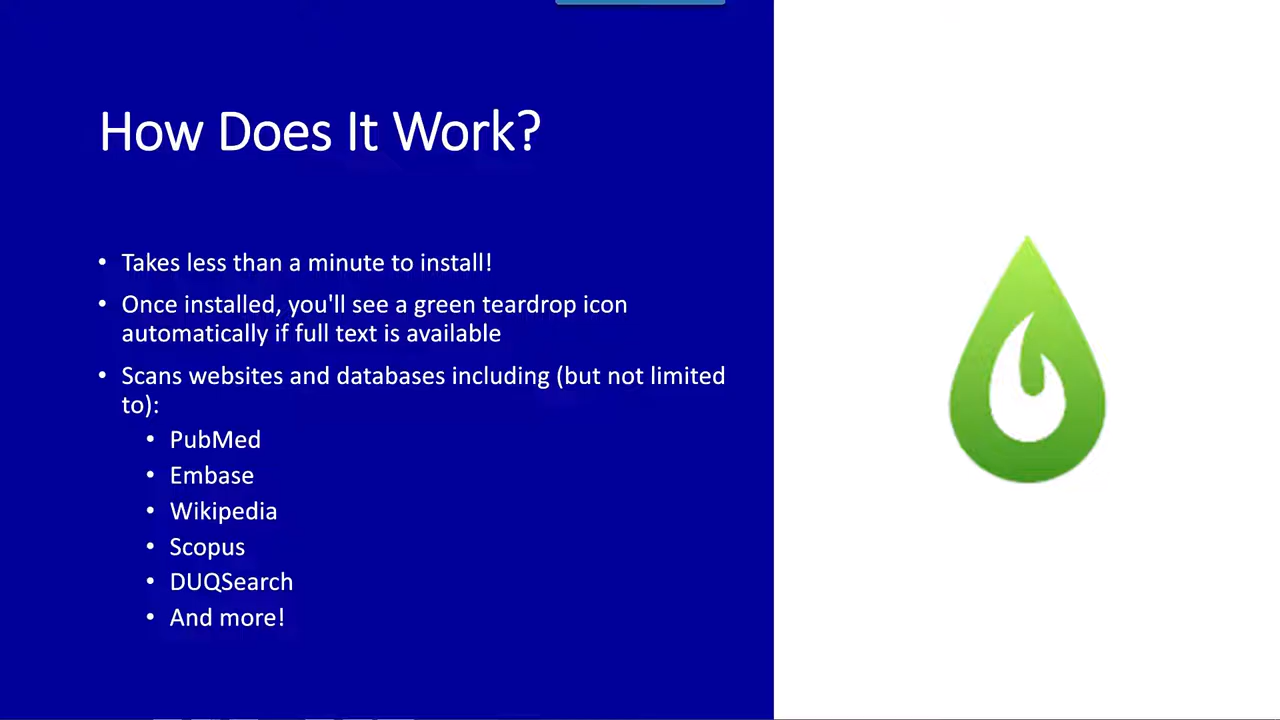 How Does It Work?
• Takes less than a minute to install!
• Once installed, you'll see a green teardrop icon
automatically if full text is available
• Scans websites and databases including (but not limited
to):
• PubMed
• Embase
• Wikipedia
• Scopus
• DUQSearch
• And more!